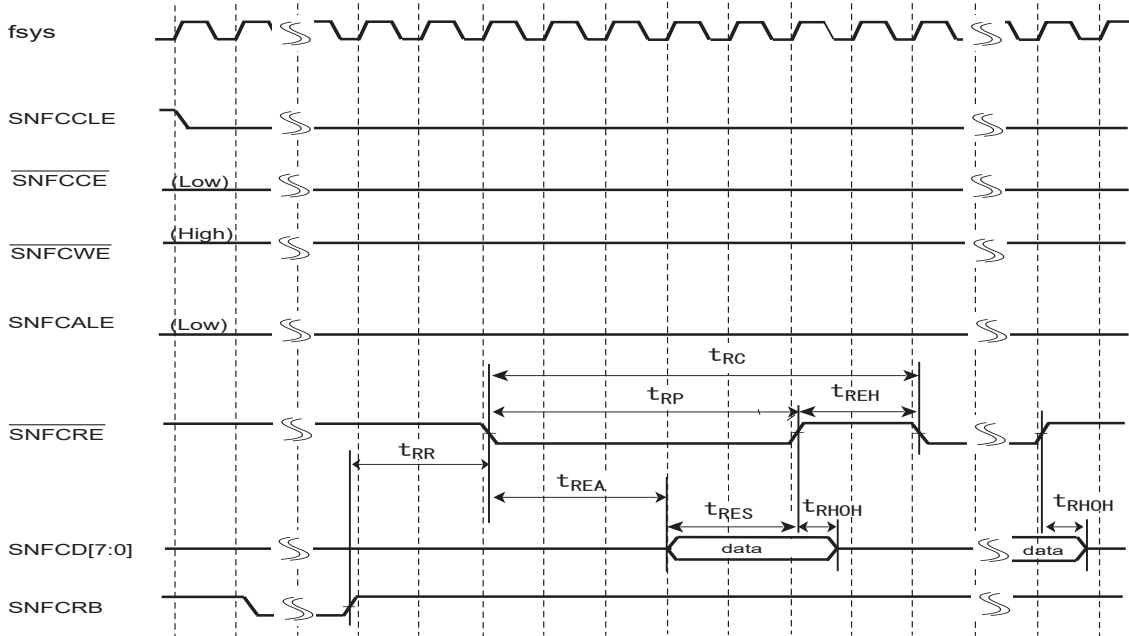 fsys
SNFCCLE
SNFCCE (Low)
SNFCWE (High)
SNFCALE (Low)
tRC
tRP tREH
SNFCRE
tRR
tREA
tRES tRHOH tRHOH
SNFCD[7:0] data data
SNFCRB